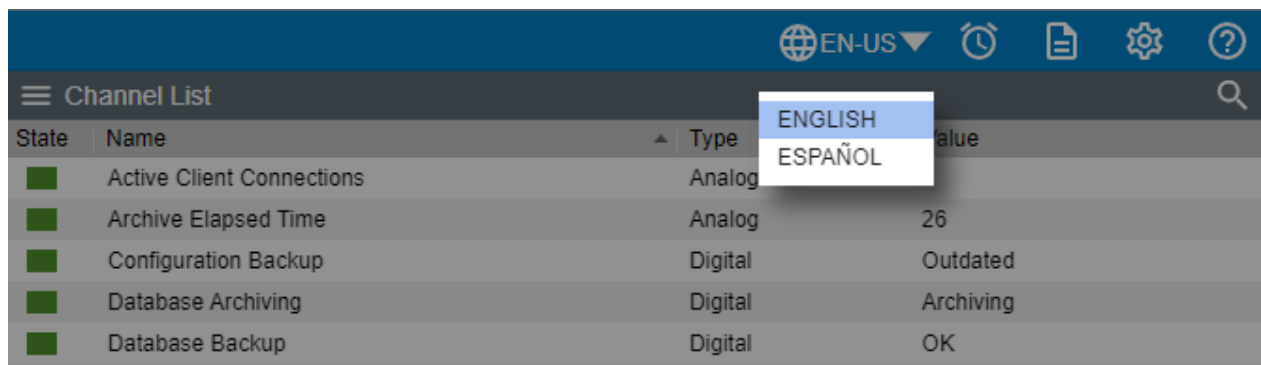 EN-US
Channel List
ENGLISH
ESPAÑOL
State Name Type alue
Active Client Connections Analog
Archive Elapsed Time Analog 26
Configuration Backup Digital Outdated
Database Archiving Digital Archiving
Database Backup Digital OK